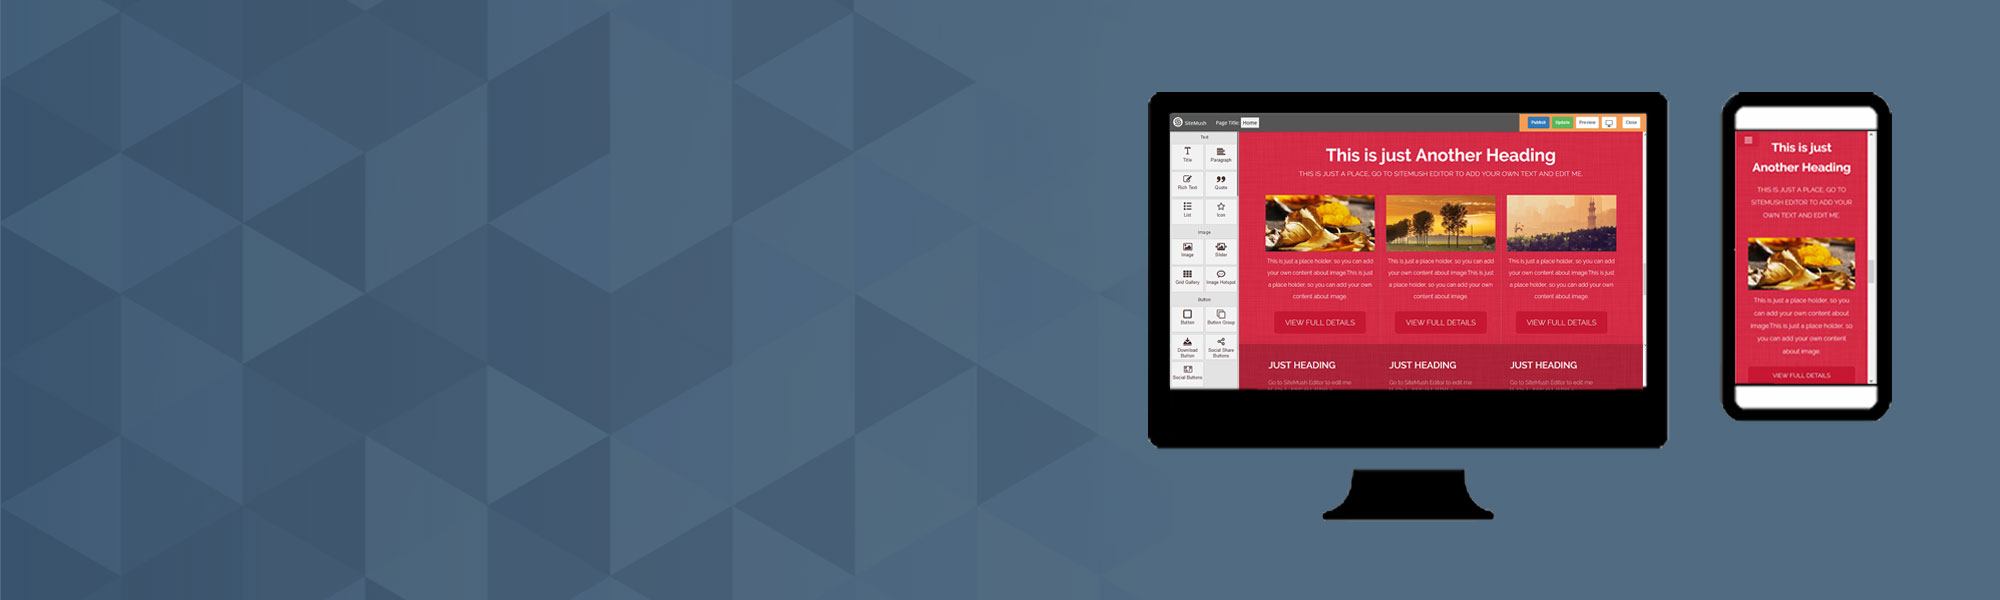 SiteMush Page Title Home Publish Update Preview Close
Text
Title Paragraph
Rich Text Quote
List Icon
Image
Image Slider
Grid Gallery Image Hotspot
Button
Button Button Group
Download Button Social Share Buttons
Social Buttons
This is just Another Heading
THIS IS JUST A PLACE, GO TO SITEMUSH EDITOR TO ADD YOUR OWN TEXT AND EDIT ME.
This is just a place holder, so you can add
your own content about image.This is just
a place holder, so you can add your own
content about image.
VIEW FULL DETAILS
This is just a place holder, so you can add
your own content about image.This is just
a place holder, so you can add your own
content about image.
VIEW FULL DETAILS
This is just a place holder, so you can add
your own content about image.This is just
a place holder, so you can add your own
content about image.
VIEW FULL DETAILS
JUST HEADING
Go to SiteMush Editor to edit me
JUST HEADING
Go to SiteMush Editor to edit me
JUST HEADING
Go to SiteMush Editor to edit me
This is just
Another Heading
THIS IS JUST A PLACE, GO TO
SITEMUSH EDITOR TO ADD YOUR
OWN TEXT AND EDIT ME.
This is just a place holder, so you
can add your own content about
image.This is just a place holder, so
you can add your own content
about image.
VIEW FULL DETAILS